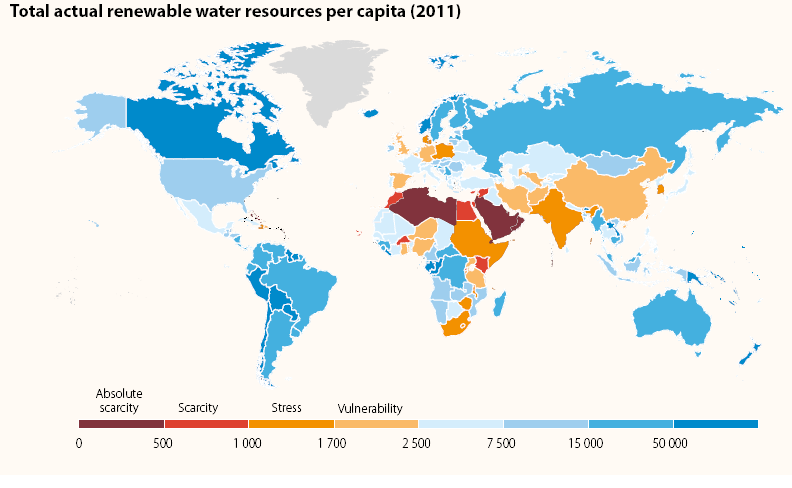 Total actual renewable water resources per capita (2011)
Absolute
scarcity
Scarcity
Stress
Vulnerability
0
500
1 000
1 700
2 500
7 500
15 000
50 000